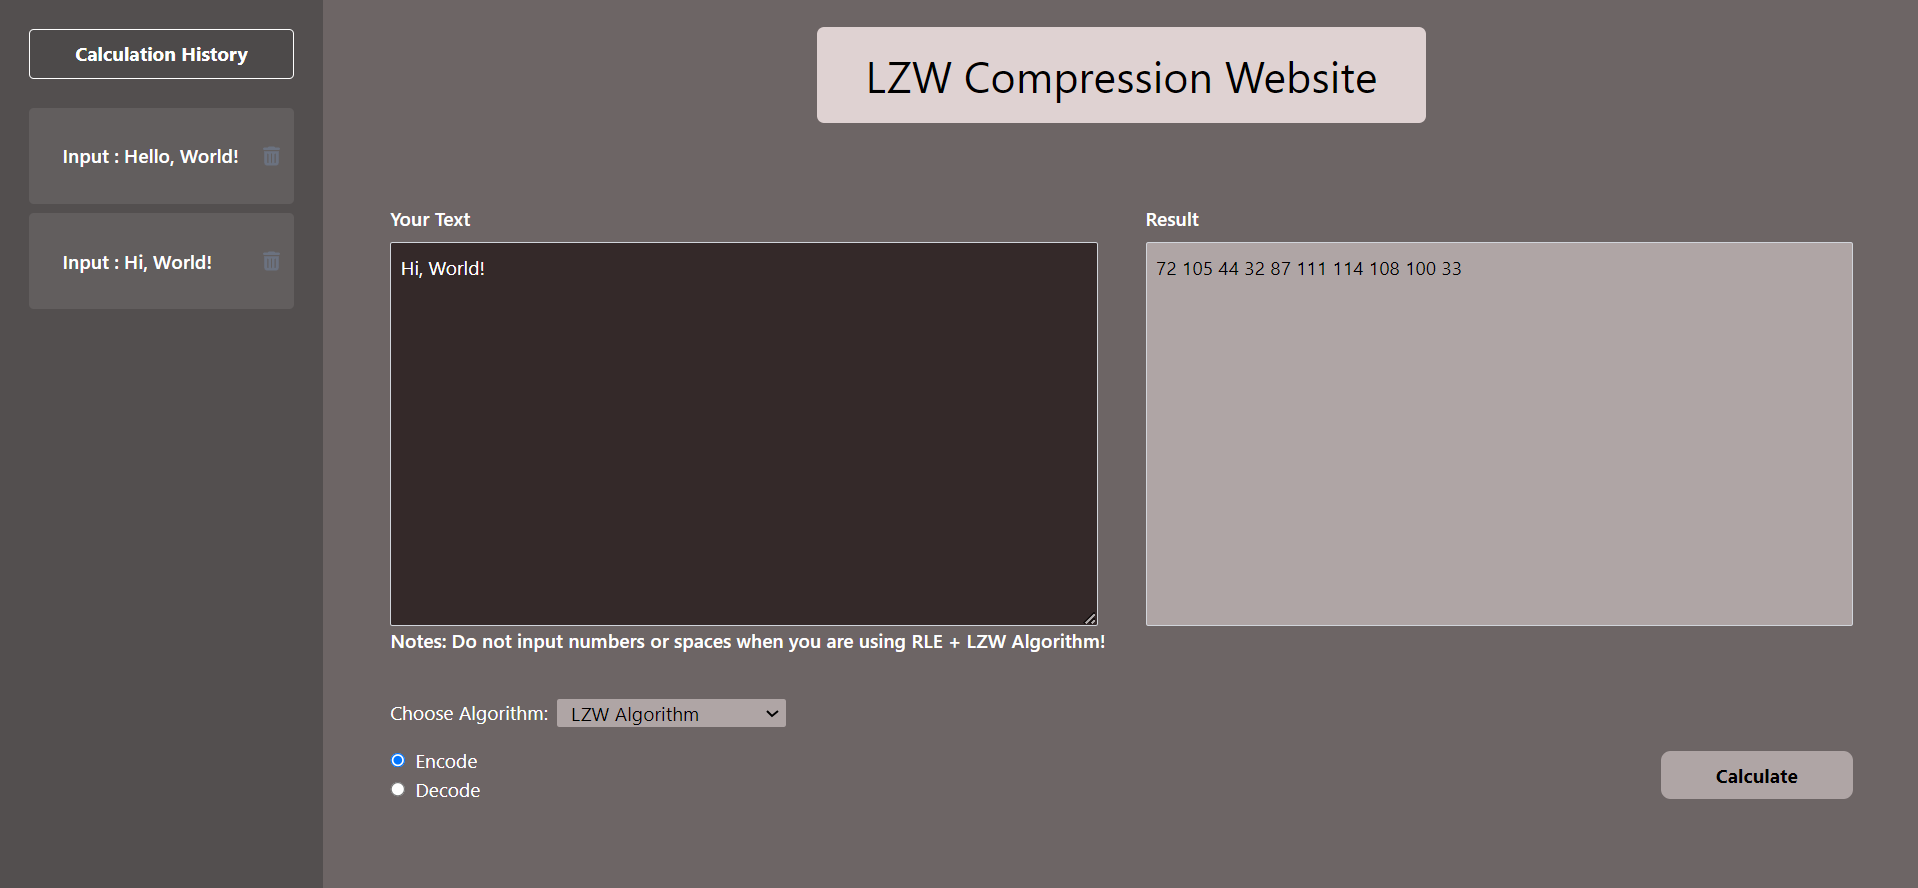 Calculation History
Input : Hello, World!
Input : Hi, World!
LZW Compression Website
Your Text
Hi, World!
Notes: Do not input numbers or spaces when you are using RLE + LZW Algorithm!
Result
72 105 44 32 87 111 114 108 100 33
Choose Algorithm: LZW Algorithm
Encode
Decode
Calculate